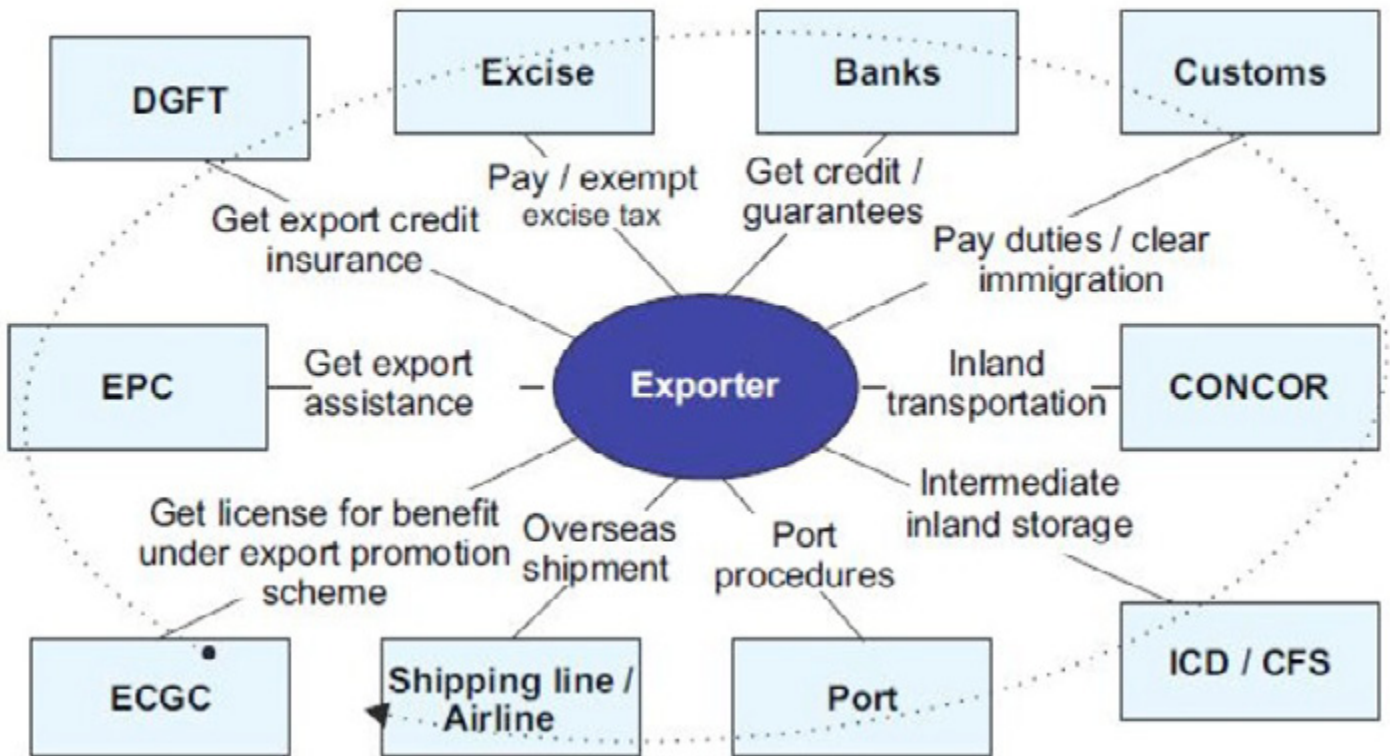 DGFT
Excise
Banks
Customs
Get export credit
insurance
Pay / exempt
excise tax
Get credit /
guarantees
Pay duties / clear
immigration
EPC
Get export
assistance
Exporter
Inland
transportation
CONCOR
Get license for benefit
under export promotion
scheme
Overseas
shipment
Port
procedures
Intermediate
inland storage
ECGC
Shipping line /
Airline
Port
ICD / CFS